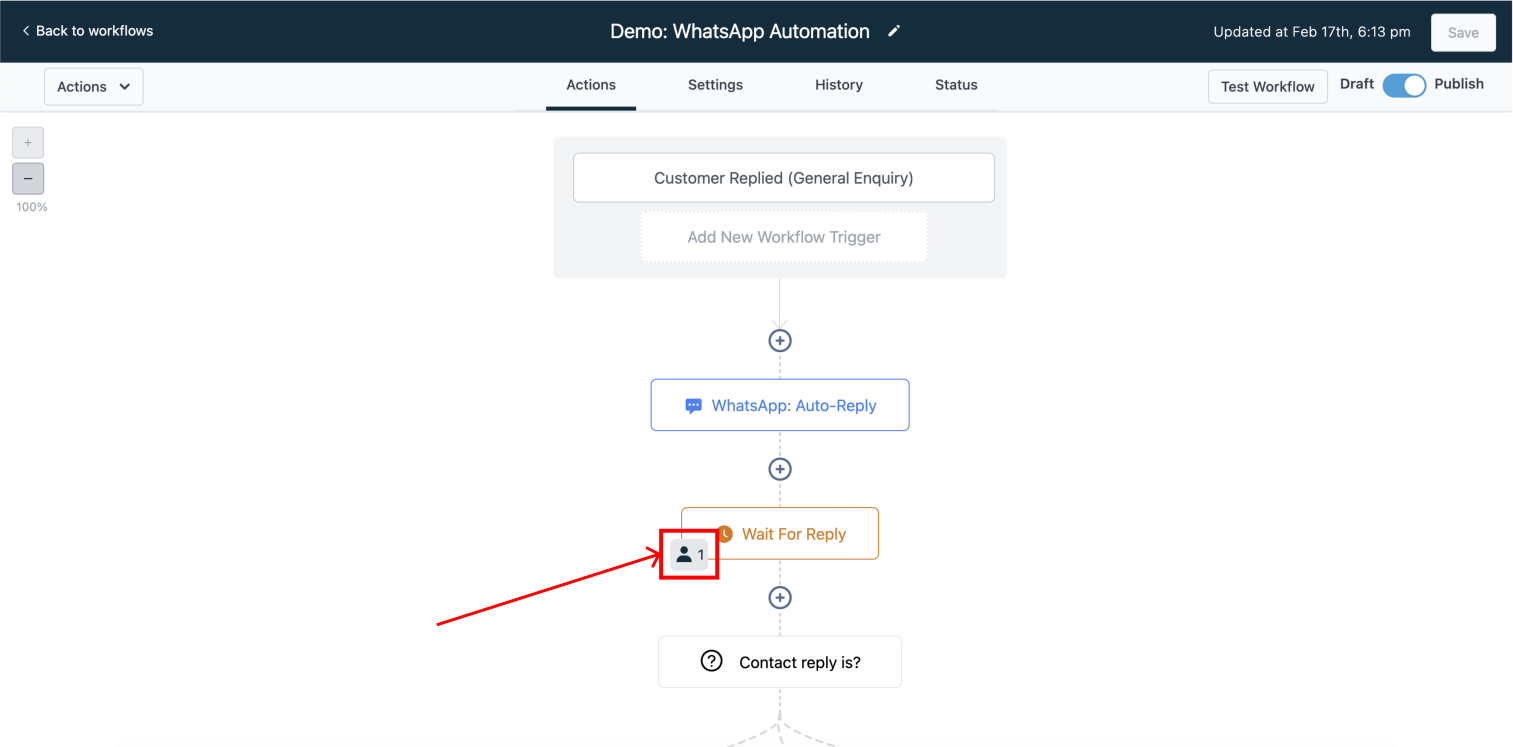 Back to workflows
Demo: WhatsApp Automation
Updated at Feb 17th, 6:13 pm
Save
Actions
Actions
Settings
History
Status
Test Workflow
Draft
Publish
+
−
100%
Customer Replied (General Enquiry)
Add New Workflow Trigger
WhatsApp: Auto-Reply
Wait For Reply
1
Contact reply is?